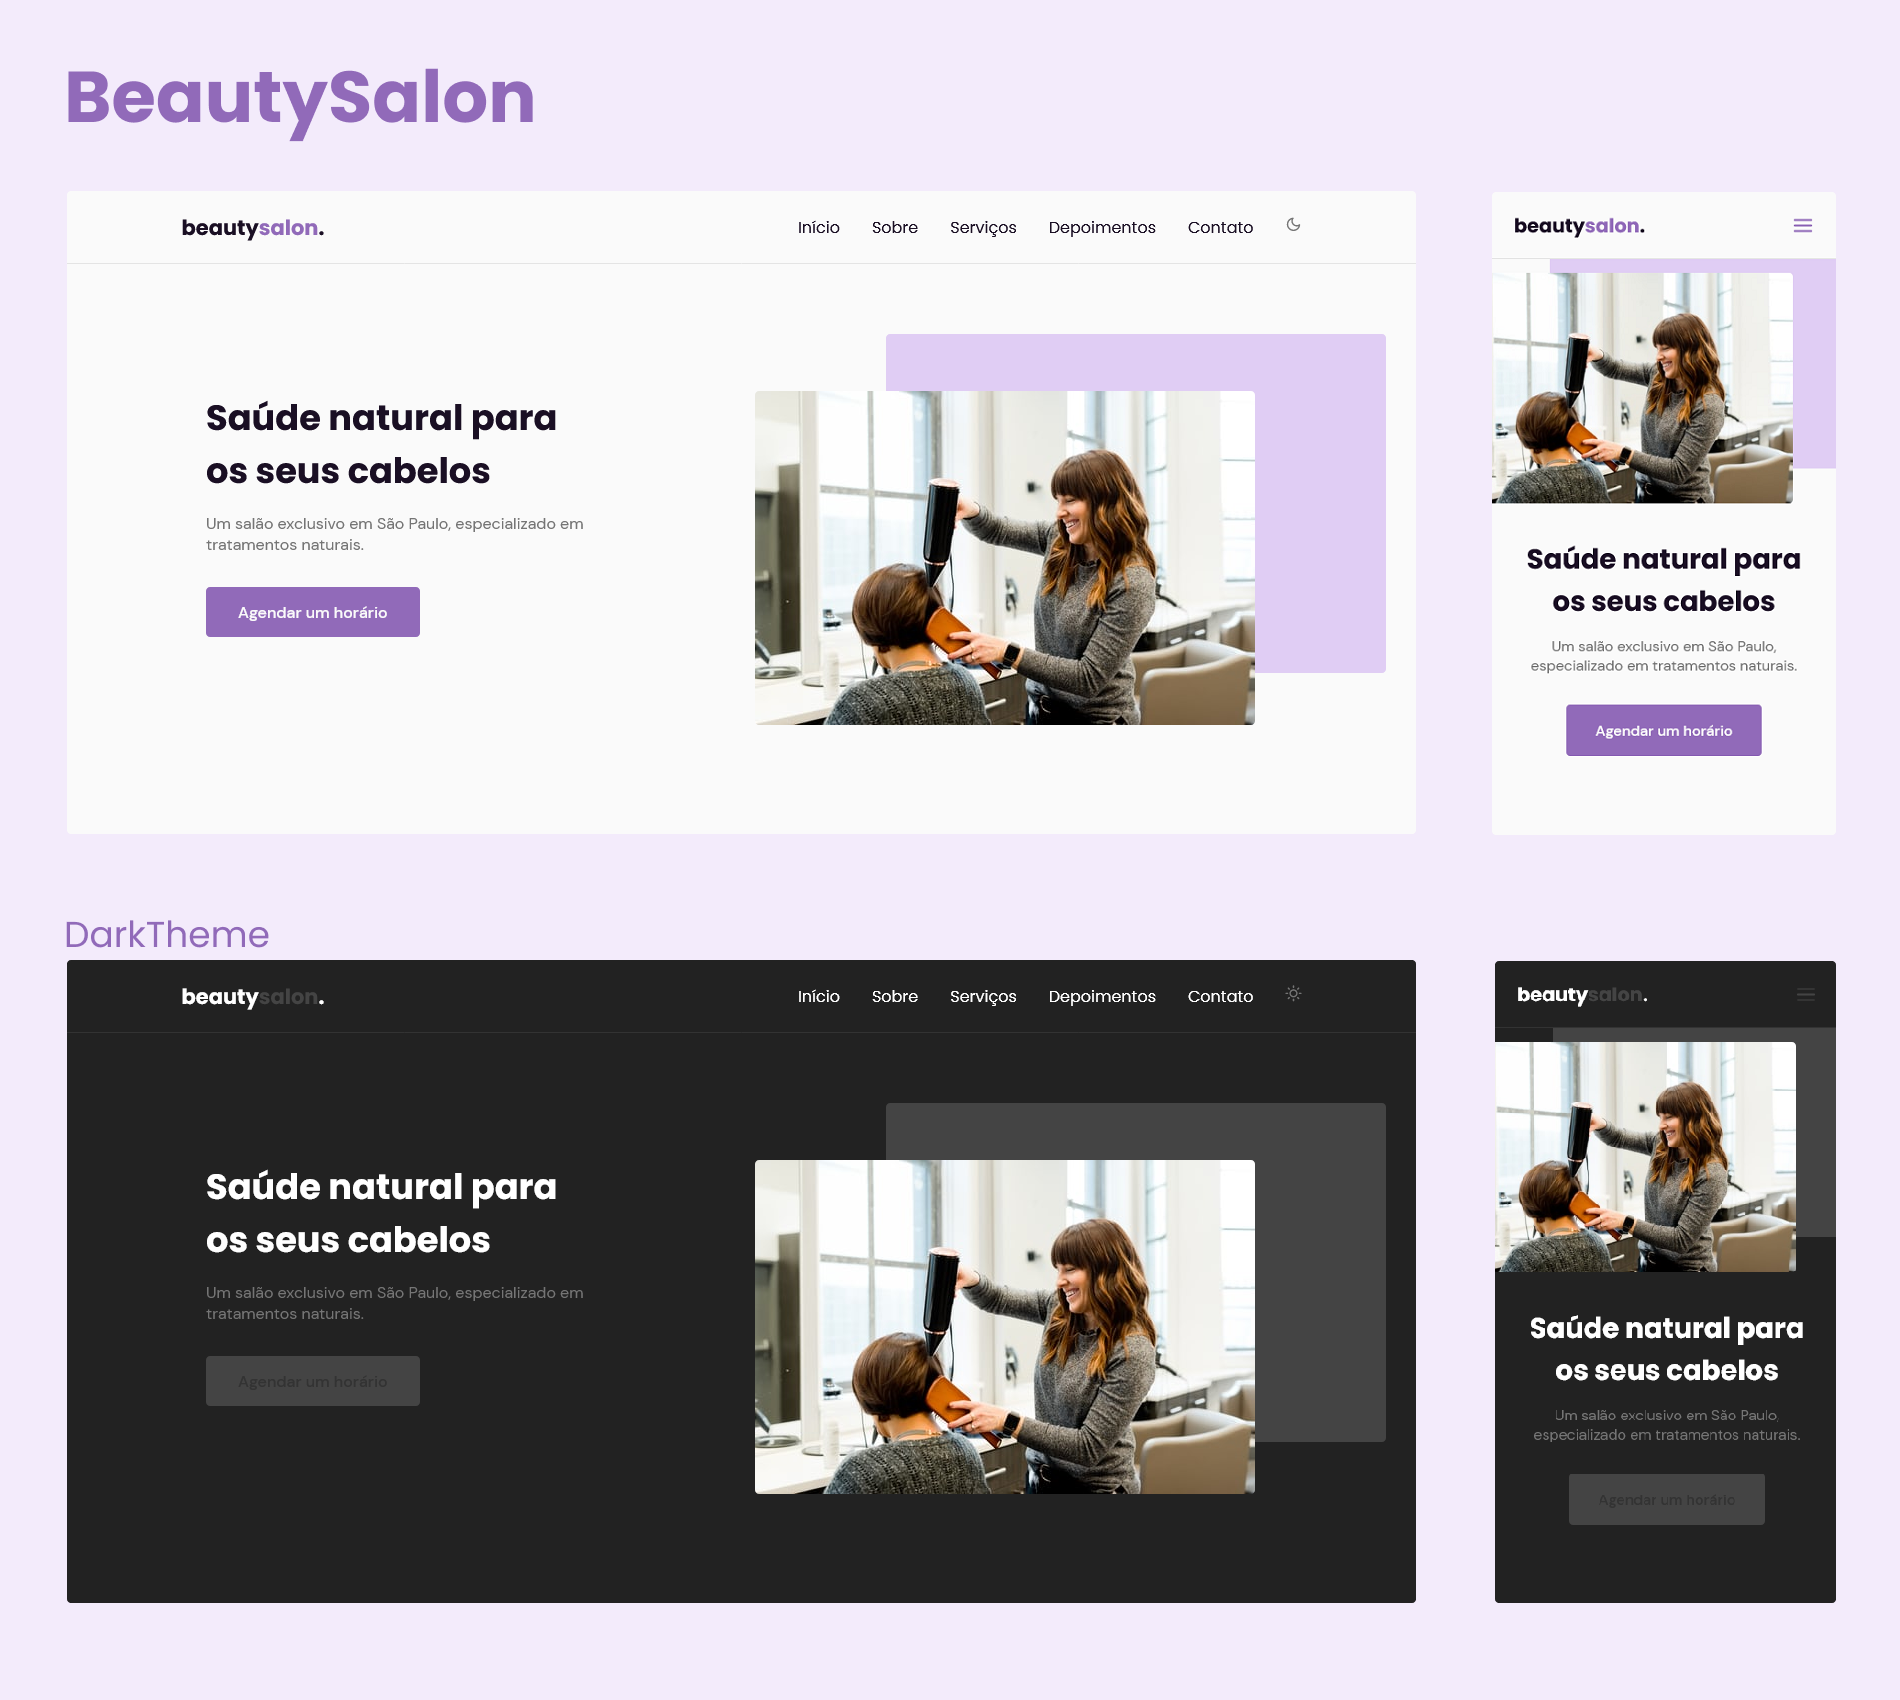 BeautySalon
beautysalon.
Início Sobre Serviços Depoimentos Contato
Saúde natural para
os seus cabelos
Um salão exclusivo em São Paulo, especializado em
tratamentos naturais.
Agendar um horário
beautysalon.
Saúde natural para
os seus cabelos
Um salão exclusivo em São Paulo,
especializado em tratamentos naturais.
Agendar um horário
DarkTheme
beautysalon.
Início Sobre Serviços Depoimentos Contato
Saúde natural para
os seus cabelos
Um salão exclusivo em São Paulo, especializado em
tratamentos naturais.
Agendar um horário
beautysalon.
Saúde natural para
os seus cabelos
Um salão exclusivo em São Paulo,
especializado em tratamentos naturais.
Agendar um horário